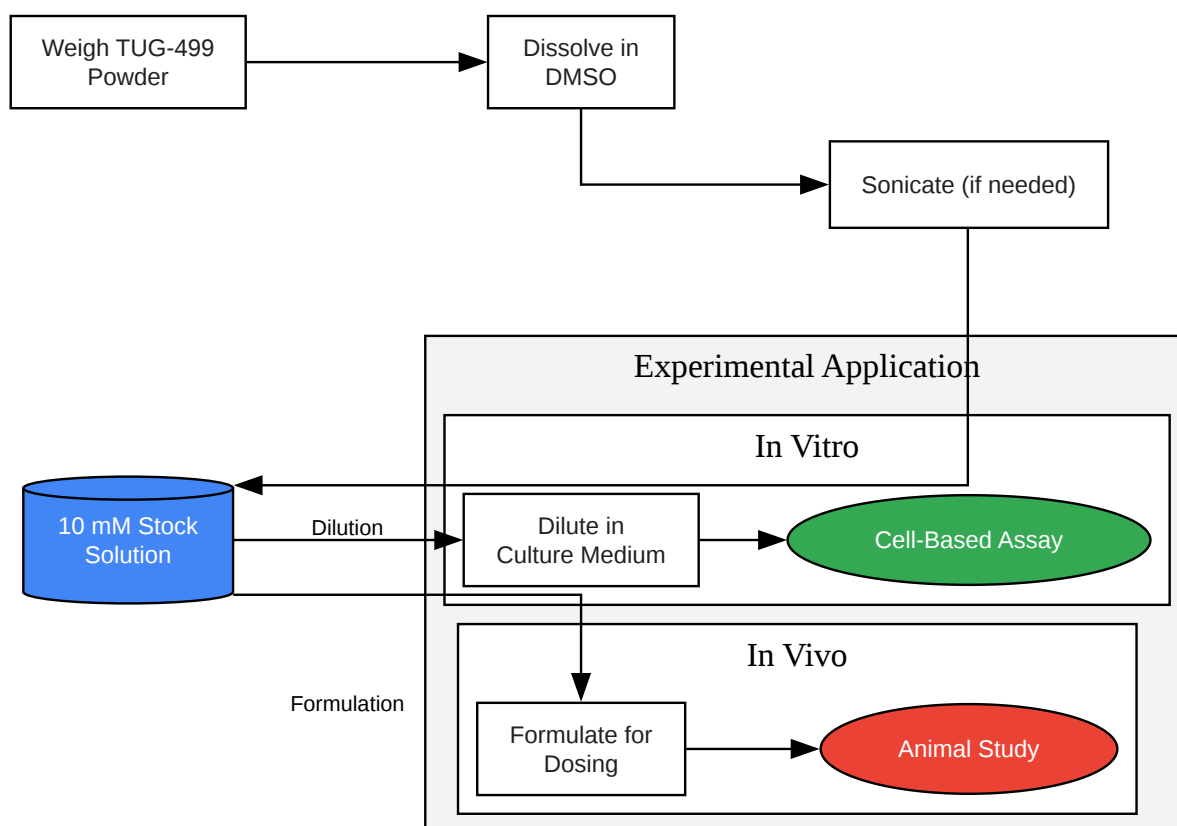 Weigh TUG-499
Powder
Dissolve in
DMSO
Sonicate (if needed)
Experimental Application
In Vitro
10 mM Stock
Solution
Dilution
Dilute in
Culture Medium
Cell-Based Assay
In Vivo
Formulation
Formulate for
Dosing
Animal Study